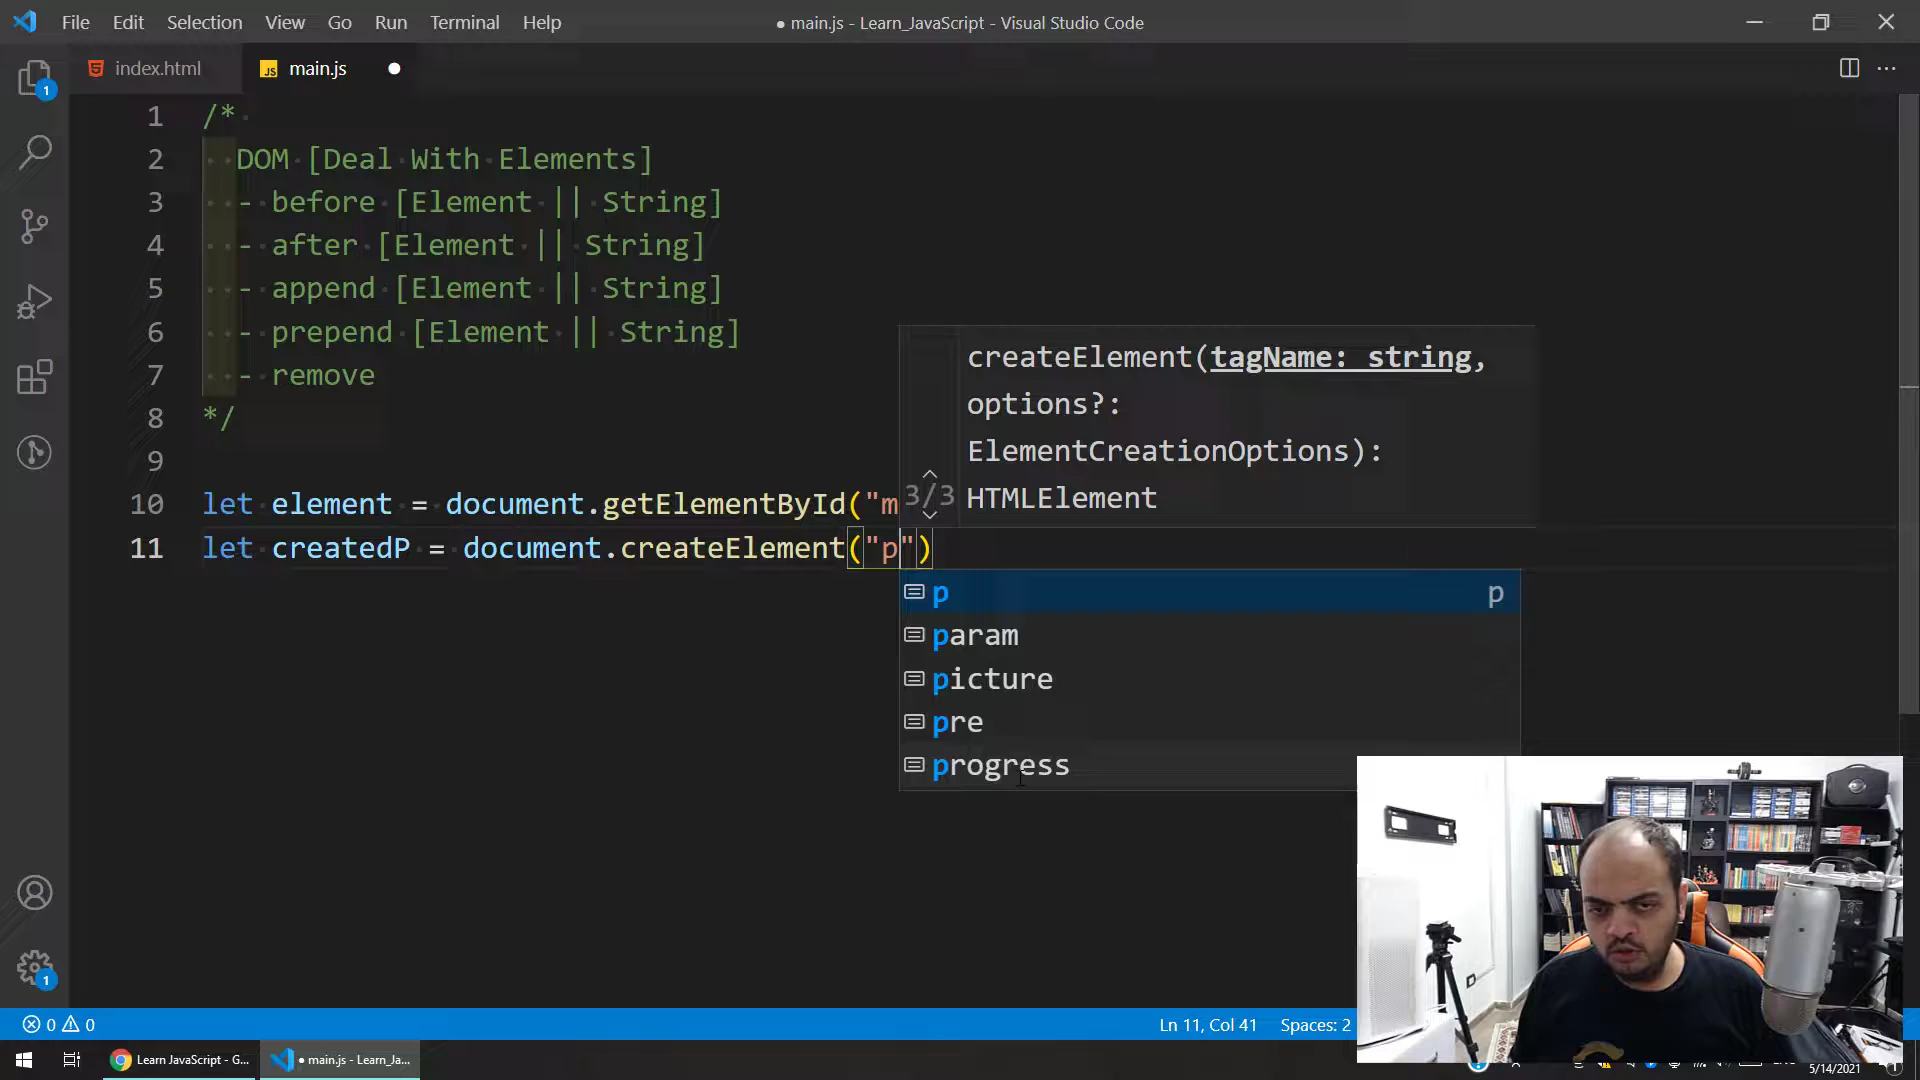 File Edit Selection View Go Run Terminal Help
● main.js - Learn_JavaScript - Visual Studio Code
index.html
JS main.js
1
1 /*
2 DOM [Deal With Elements]
3 - before [Element || String]
4 - after [Element || String]
5 - append [Element || String]
6 - prepend [Element || String]
7 - remove
8 */
9
10 let element = document.getElementById("m
11 let createdP = document.createElement("p")
createElement(tagName: string,
options?:
ElementCreationOptions):
3/3 HTMLElement
p p
param
picture
pre
progress
1
0 0
Ln 11, Col 41 Spaces: 2
Learn JavaScript - G...
● main.js - Learn_Ja...
5/14/2021